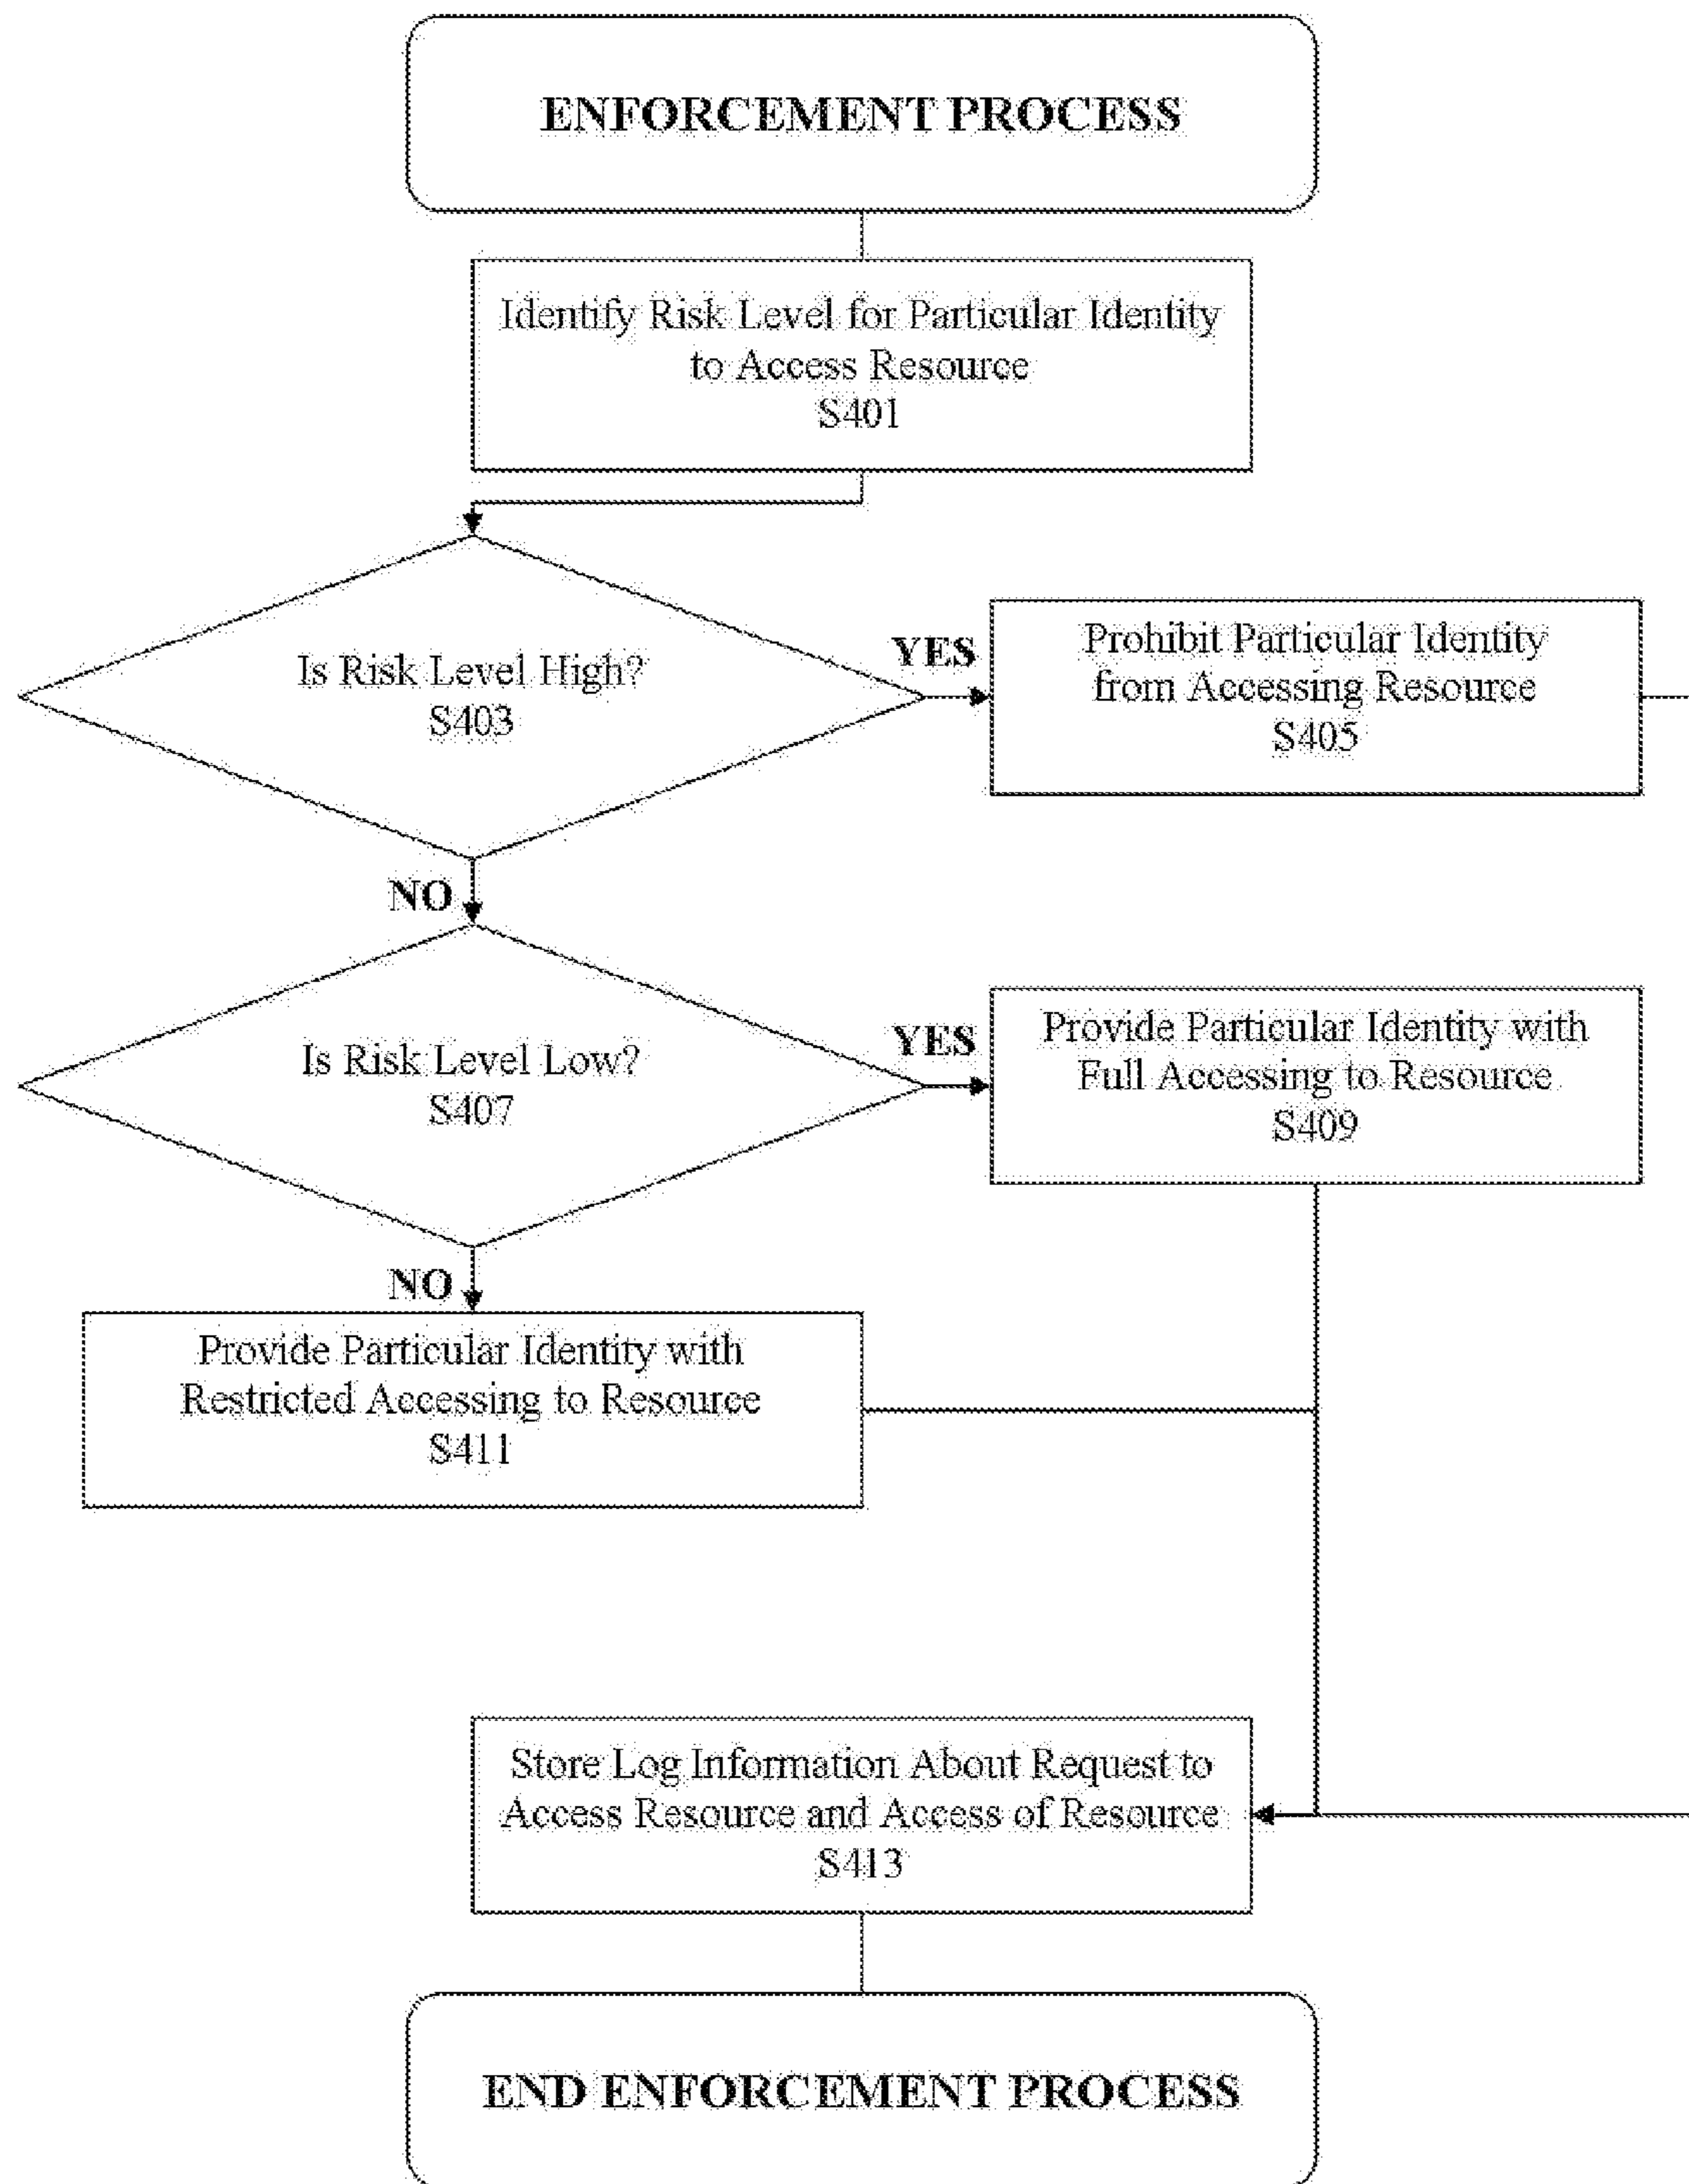 ENFORCEMENT PROCESS
Identify Risk Level for Particular Identity
to Access Resource
S401
Is Risk Level High?
S403
YES
Prohibit Particular Identity
from Accessing Resource
S405
NO
Is Risk Level Low?
S407
YES
Provide Particular Identity with
Full Accessing to Resource
S409
NO
Provide Particular Identity with
Restricted Accessing to Resource
S411
Store Log Information About Request to
Access Resource and Access of Resource
S413
END ENFORCEMENT PROCESS